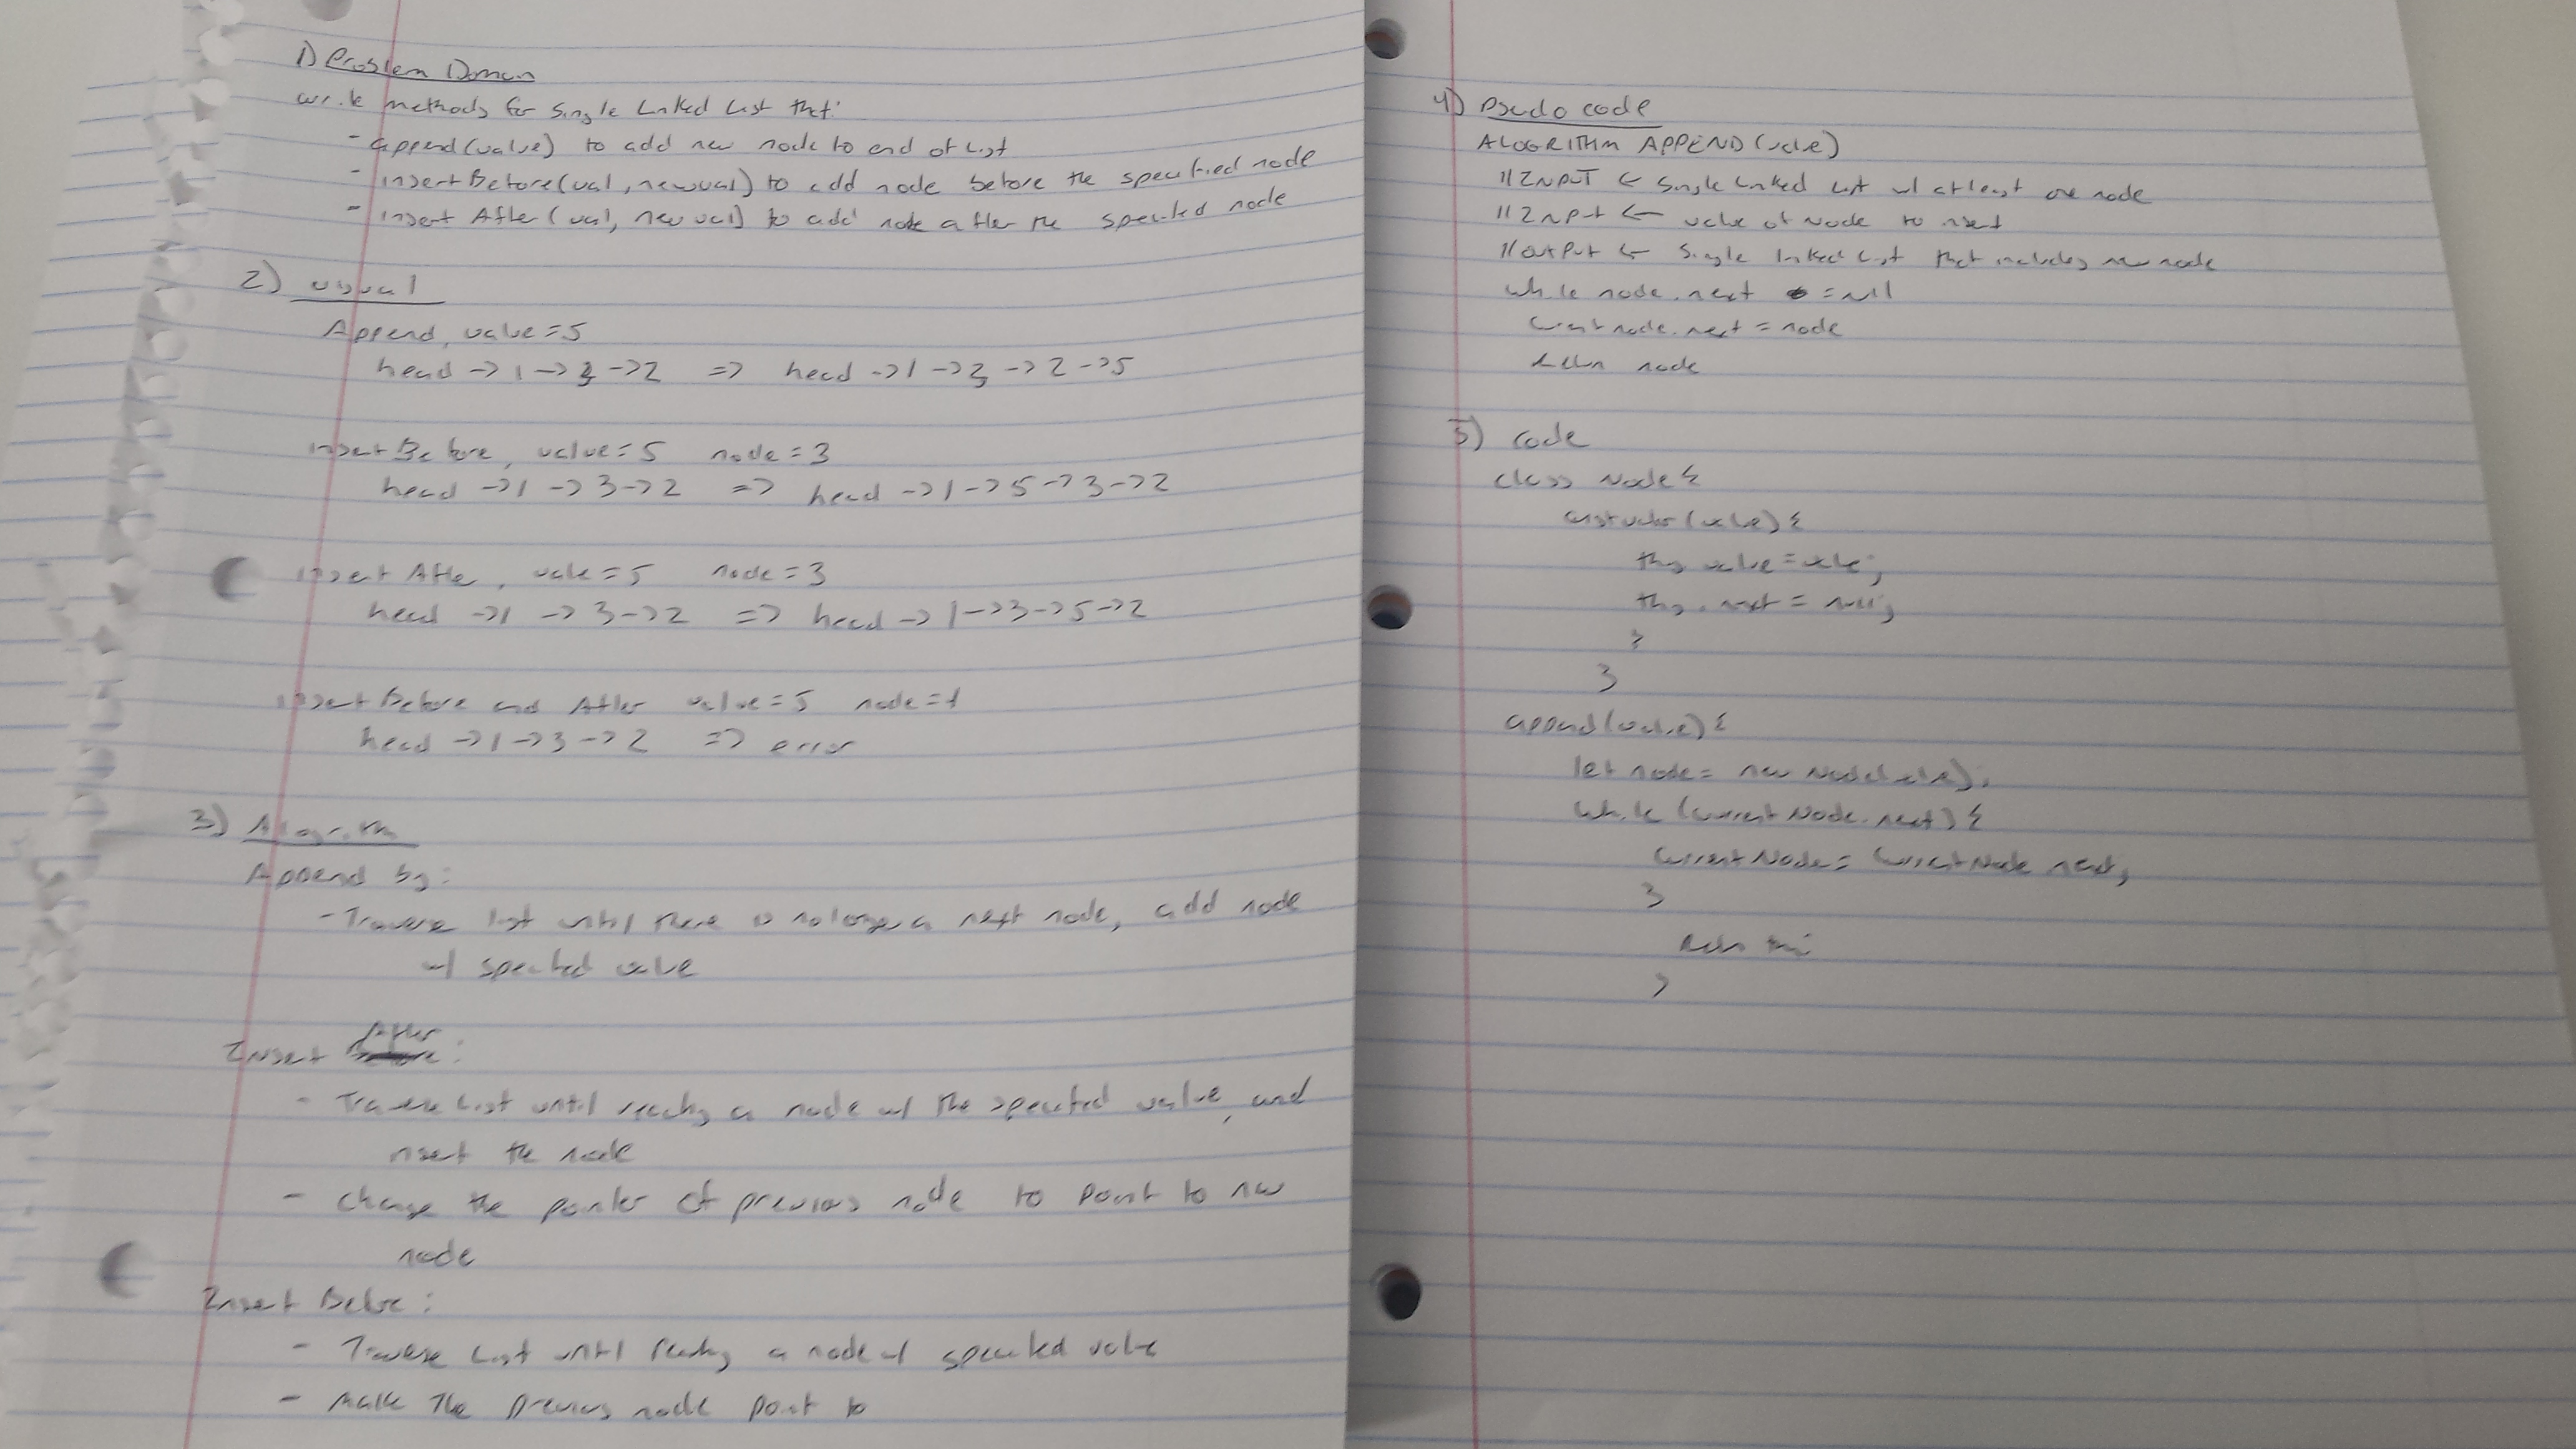 1) Problem Domain
Write methods for Single Linked List that:
- append(value) to add new node to end of List
- insertBefore(val, newval) to add node before the specified node
- insert After (val, new val) to add node after the specified node
2) visual
Append, value=5
head -> 1 -> 3 -> 2 => head -> 1 -> 3 -> 2 -> 5
insertBefore, value=5 node=3
head -> 1 -> 3 -> 2 => head -> 1 -> 5 -> 3 -> 2
insert After, value=5 node=3
head -> 1 -> 3 -> 2 => head -> 1 -> 3 -> 5 -> 2
insert Before and After value=5 node=
head -> 1 -> 3 -> 2 => error
3) Algorithm
Append by:
- Traverse list until there is no longer a next node, add node
w/ specified value
Insert After:
- Traverse List until reaching a node w/ the specified value, and
insert the node
- change the pointer of previous node to point to new
node
Insert Before:
- Traverse List until reaching a node w/ specified value
- make the previous node point to
4) Psudo code
ALOGRITHM APPEND(value)
// INPUT <- Single Linked List w/ at least one node
// INPUT <- value of Node to insert
// OUTPUT <- Single linked List that includes new node
while node.next = null
node.next = node
return node
5) code
class Node {
constructor (value) {
this.value = value;
this.next = null;
}
}
append(value) {
let node = new Node(value);
while (current Node.next) {
Current Node = CurrentNode.next;
}
Return this
}